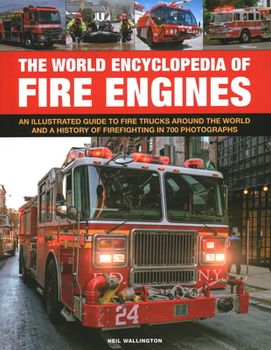 THE WORLD ENCYCLOPEDIA OF
FIRE ENGINES
AN ILLUSTRATED GUIDE TO FIRE TRUCKS AROUND THE WORLD
AND A HISTORY OF FIREFIGHTING IN 700 PHOTOGRAPHS
24
F.D.N.Y.
NEIL WALLINGTON